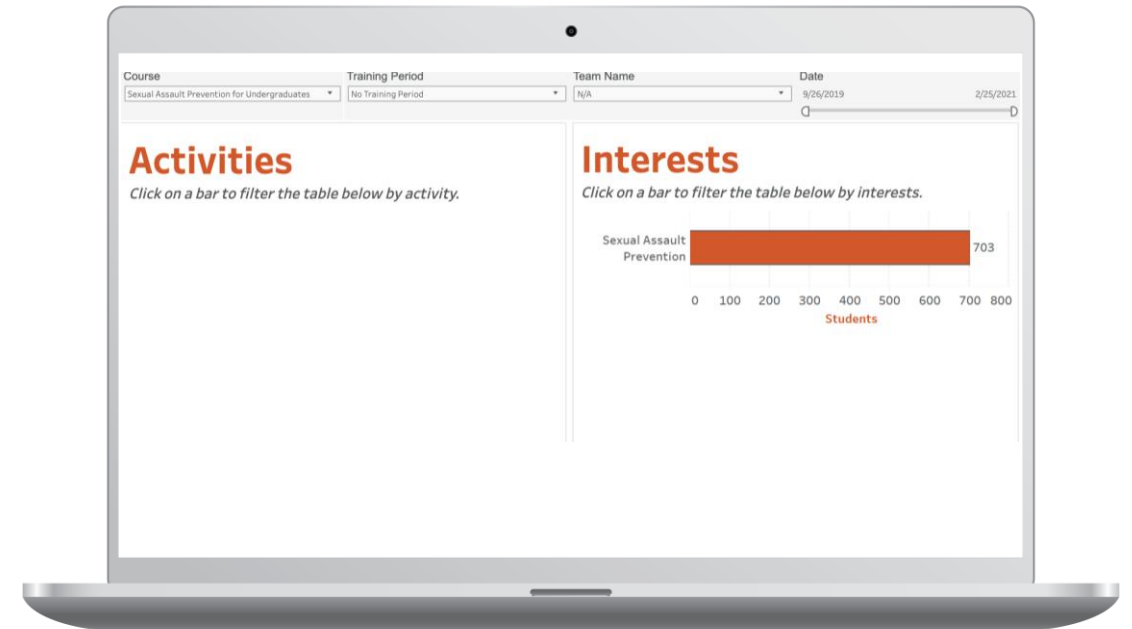 Course Training Period Team Name Date
Sexual Assault Prevention for Undergraduates No Training Period N/A 9/26/2019 2/25/2021
Activities
Click on a bar to filter the table below by activity.
Interests
Click on a bar to filter the table below by interests.
Sexual Assault
Prevention
703
0 100 200 300 400 500 600 700 800
Students